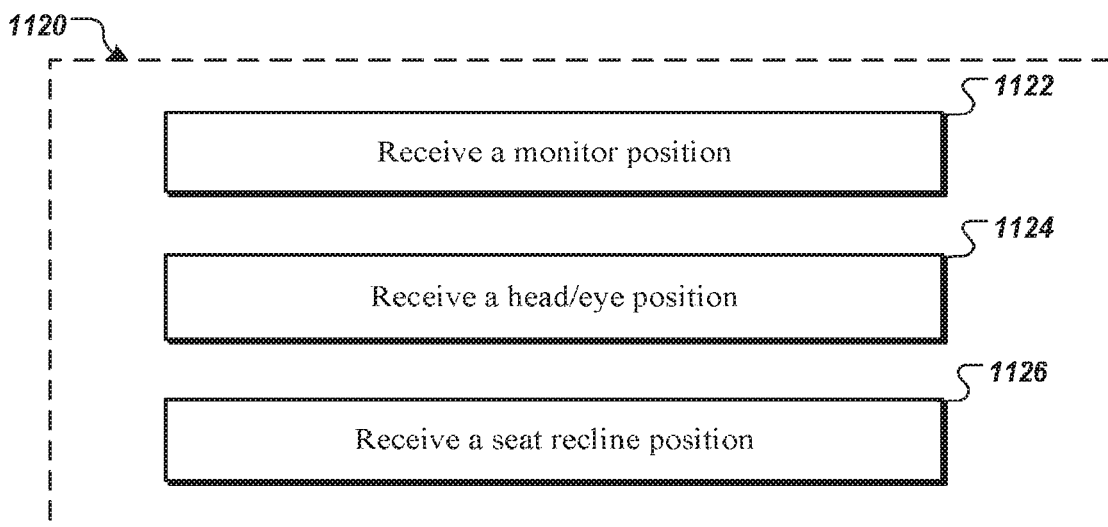 1120
1122
Receive a monitor position
1124
Receive a head/eye position
1126
Receive a seat recline position